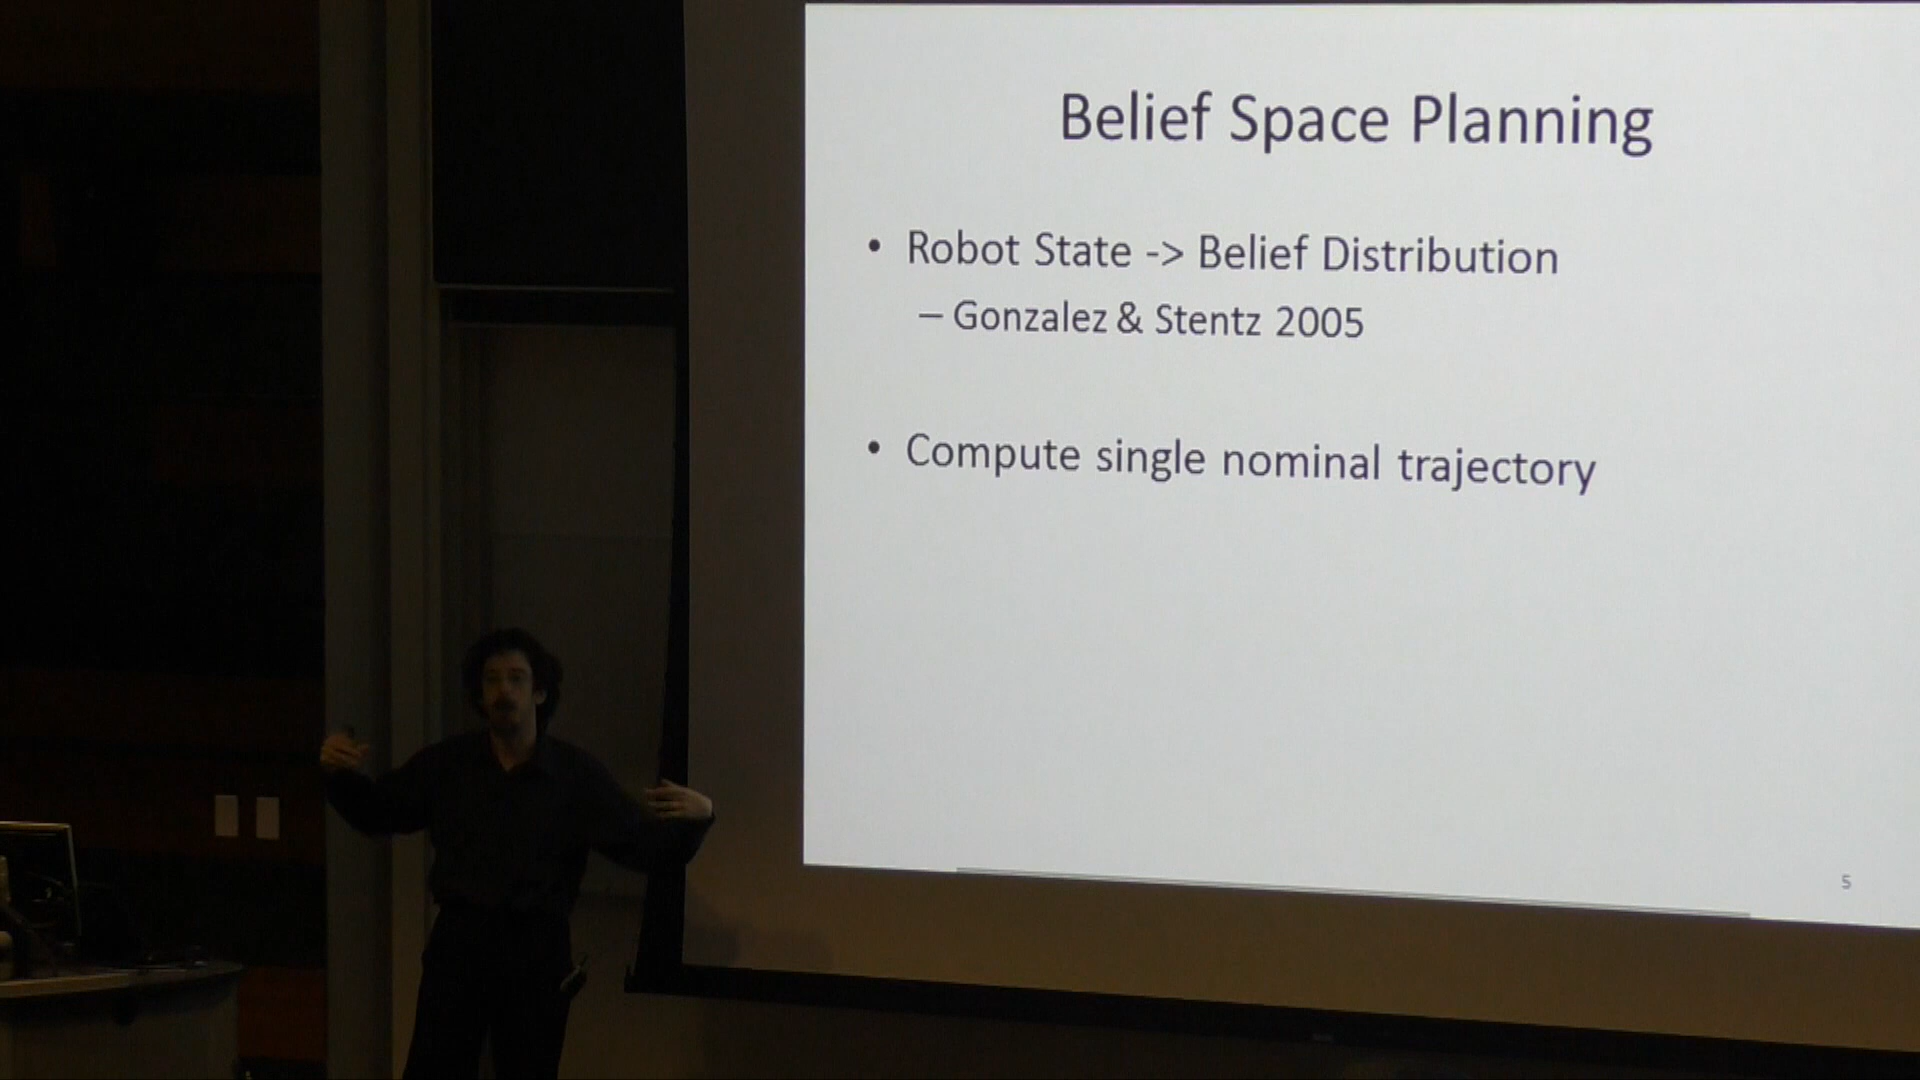 Belief Space Planning
• Robot State -> Belief Distribution
– Gonzalez & Stentz 2005
• Compute single nominal trajectory
5